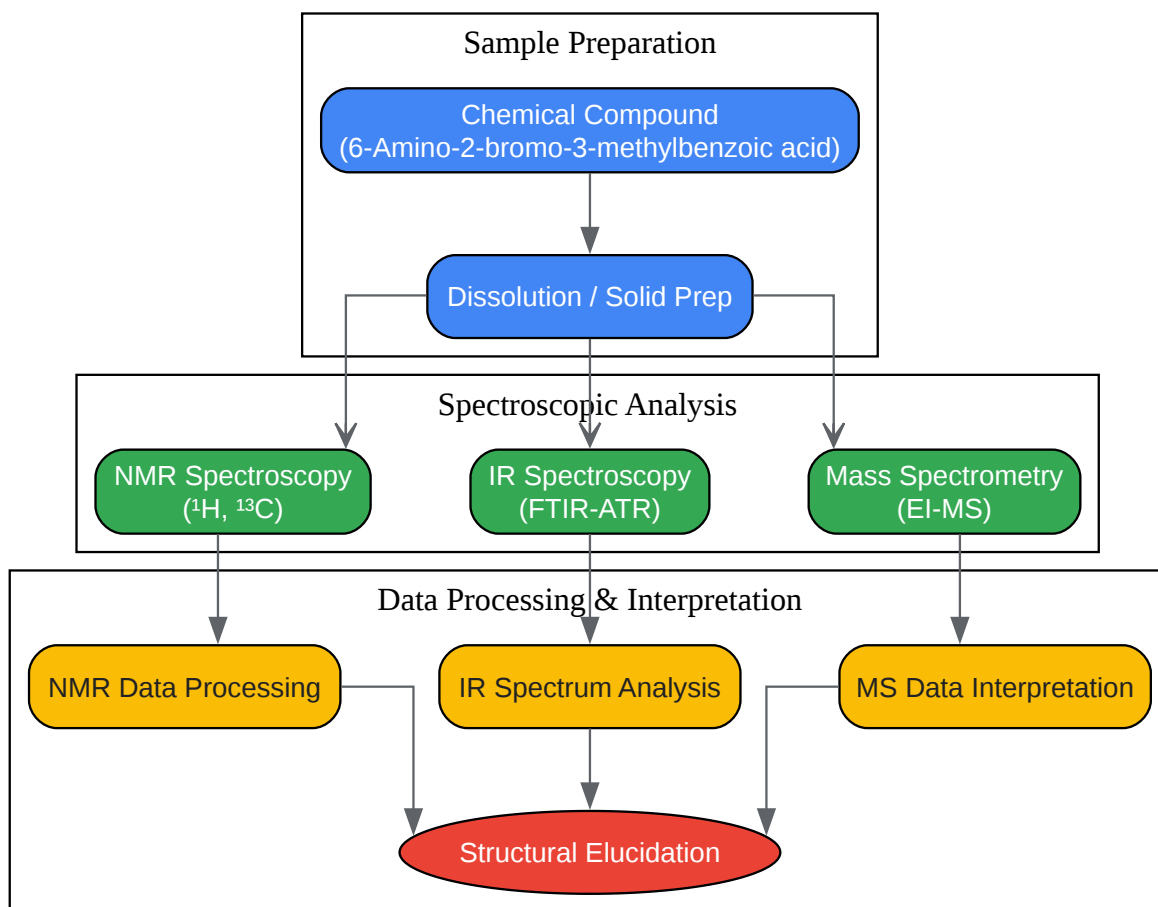 Sample Preparation
Chemical Compound
(6-Amino-2-bromo-3-methylbenzoic acid)
Dissolution / Solid Prep
Spectroscopic Analysis
NMR Spectroscopy
(¹H, ¹³C)
IR Spectroscopy
(FTIR-ATR)
Mass Spectrometry
(EI-MS)
Data Processing & Interpretation
NMR Data Processing
IR Spectrum Analysis
MS Data Interpretation
Structural Elucidation